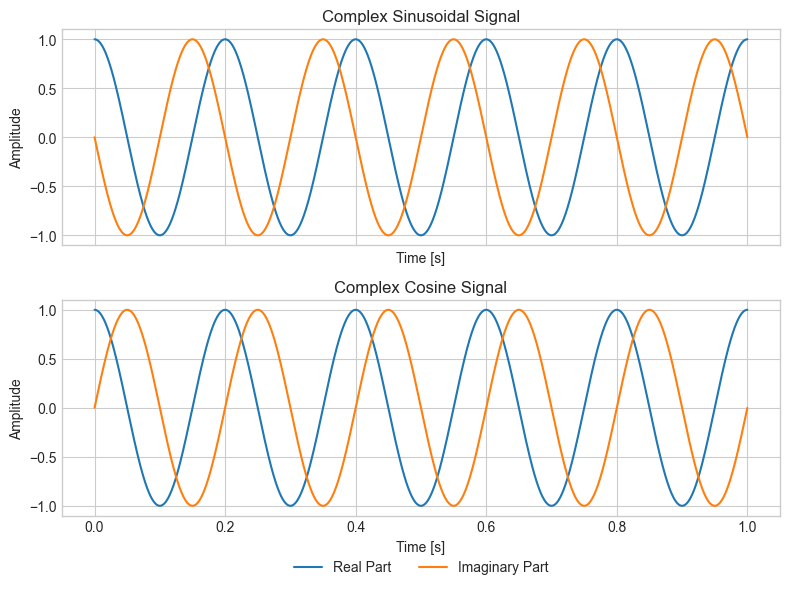 Complex Sinusoidal Signal
Amplitude
1.0
0.5
0.0
−0.5
−1.0
Time [s]
Complex Cosine Signal
Amplitude
1.0
0.5
0.0
−0.5
−1.0
0.0 0.2 0.4 0.6 0.8 1.0
Time [s]
Real Part Imaginary Part